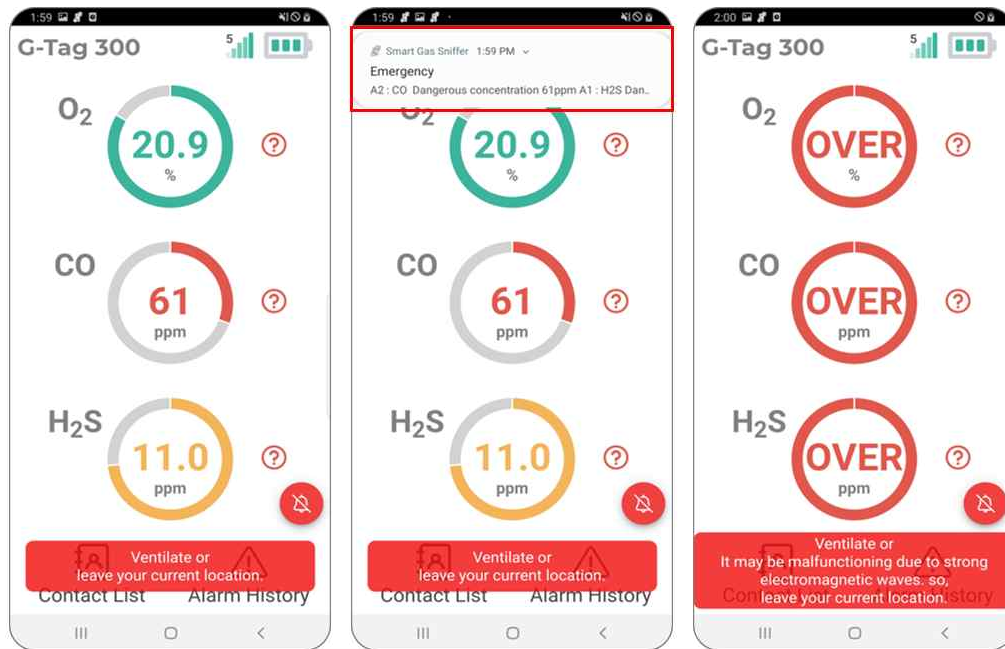 1:59
G-Tag 300
5
O2
20.9
%
?
CO
61
ppm
?
H2S
11.0
ppm
?
Ventilate or
leave your current location.
Contact List
Alarm History
1:59
Smart Gas Sniffer 1:59 PM
Emergency
A2 : CO Dangerous concentration 61ppm A1 : H2S Dan..
O2
20.9
%
?
CO
61
ppm
?
H2S
11.0
ppm
?
Ventilate or
leave your current location.
Contact List
Alarm History
2:00
G-Tag 300
5
O2
OVER
%
?
CO
OVER
ppm
?
H2S
OVER
ppm
?
Ventilate or
It may be malfunctioning due to strong
electromagnetic waves. so,
leave your current location.